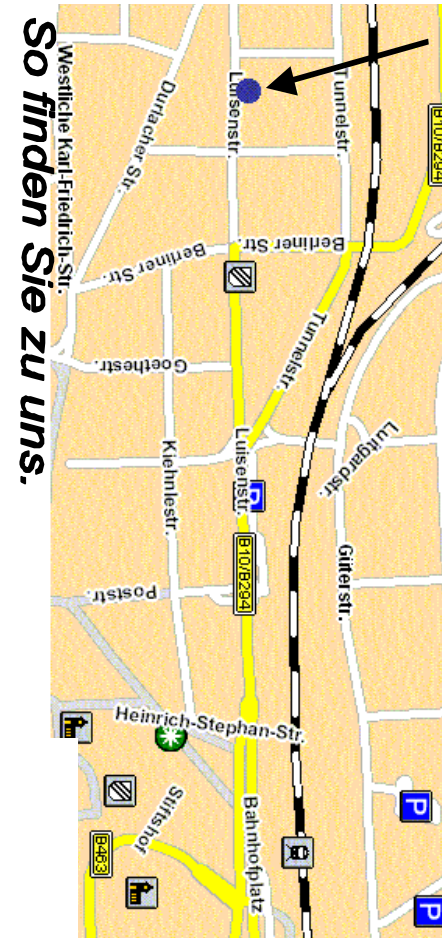 B10/B294
P
P
Luitgardstr.
Güterstr.
Tunnelstr.
Berliner Str.
Tunnelstr.
Luisenstr.
Luisenstr.
P
B10/B294
Bahnhofplatz
Heinrich-Stephan-Str.
Durlacher Str.
Berliner Str.
Goethestr.
Kiehnlestr.
Poststr.
Stiftshof
B463
Westliche Karl-Friedrich-Str.
So finden Sie zu uns.